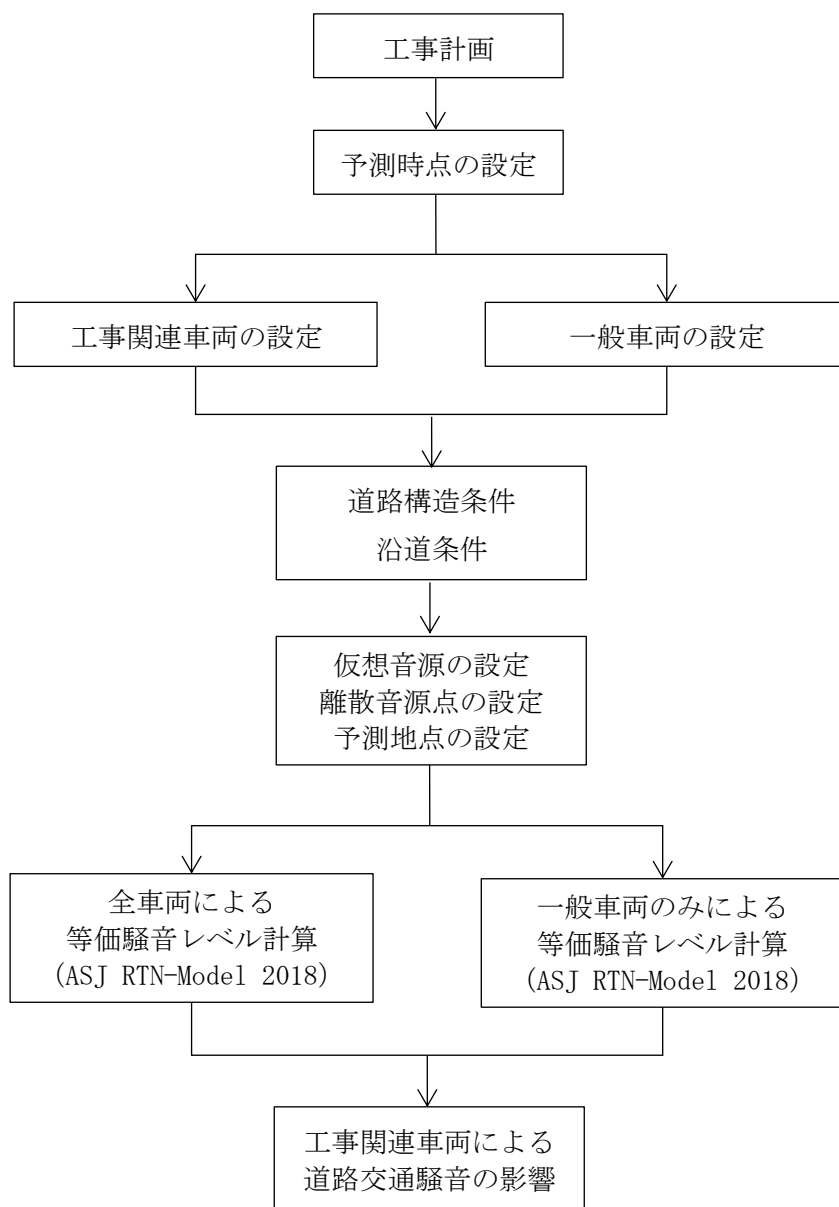 工事計画
予測時点の設定
工事関連車両の設定
一般車両の設定
道路構造条件
沿道条件
仮想音源の設定
離散音源点の設定
予測地点の設定
全車両による
等価騒音レベル計算
(ASJ RTN-Model 2018)
一般車両のみによる
等価騒音レベル計算
(ASJ RTN-Model 2018)
工事関連車両による
道路交通騒音の影響